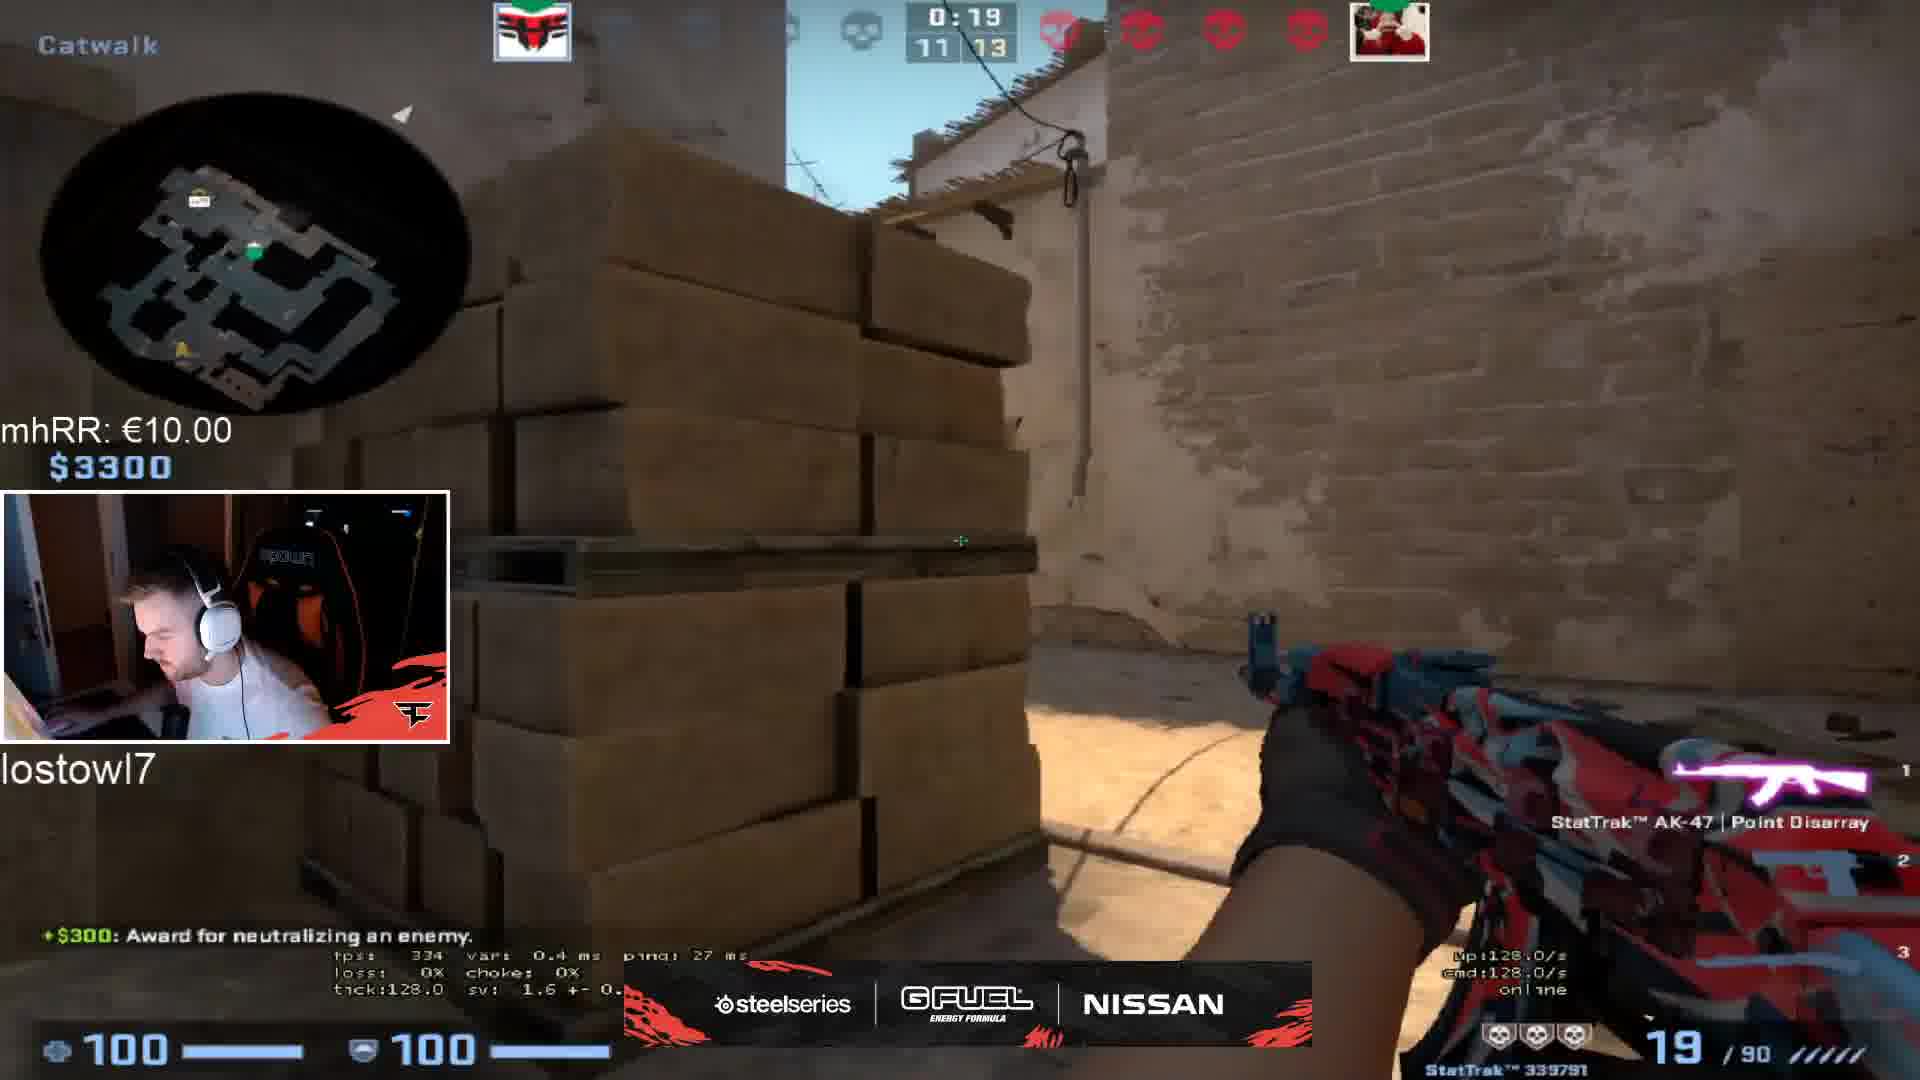 Catwalk
0:19
11 13
mhRR: €10.00
$3300
lostowl7
StatTrak™ AK-47 | Point Disarray
1
2
3
+$300: Award for neutralizing an enemy.
fps: 334 var: 0.4 ms ping: 27 ms
loss: 0% choke: 0%
tick:128.0 sv: 1.6 +- 0.
up:128.0/s
cmd:128.0/s
online
steelseries
GFUEL
ENERGY FORMULA
NISSAN
100
100
19 / 90
StatTrak™ 339791